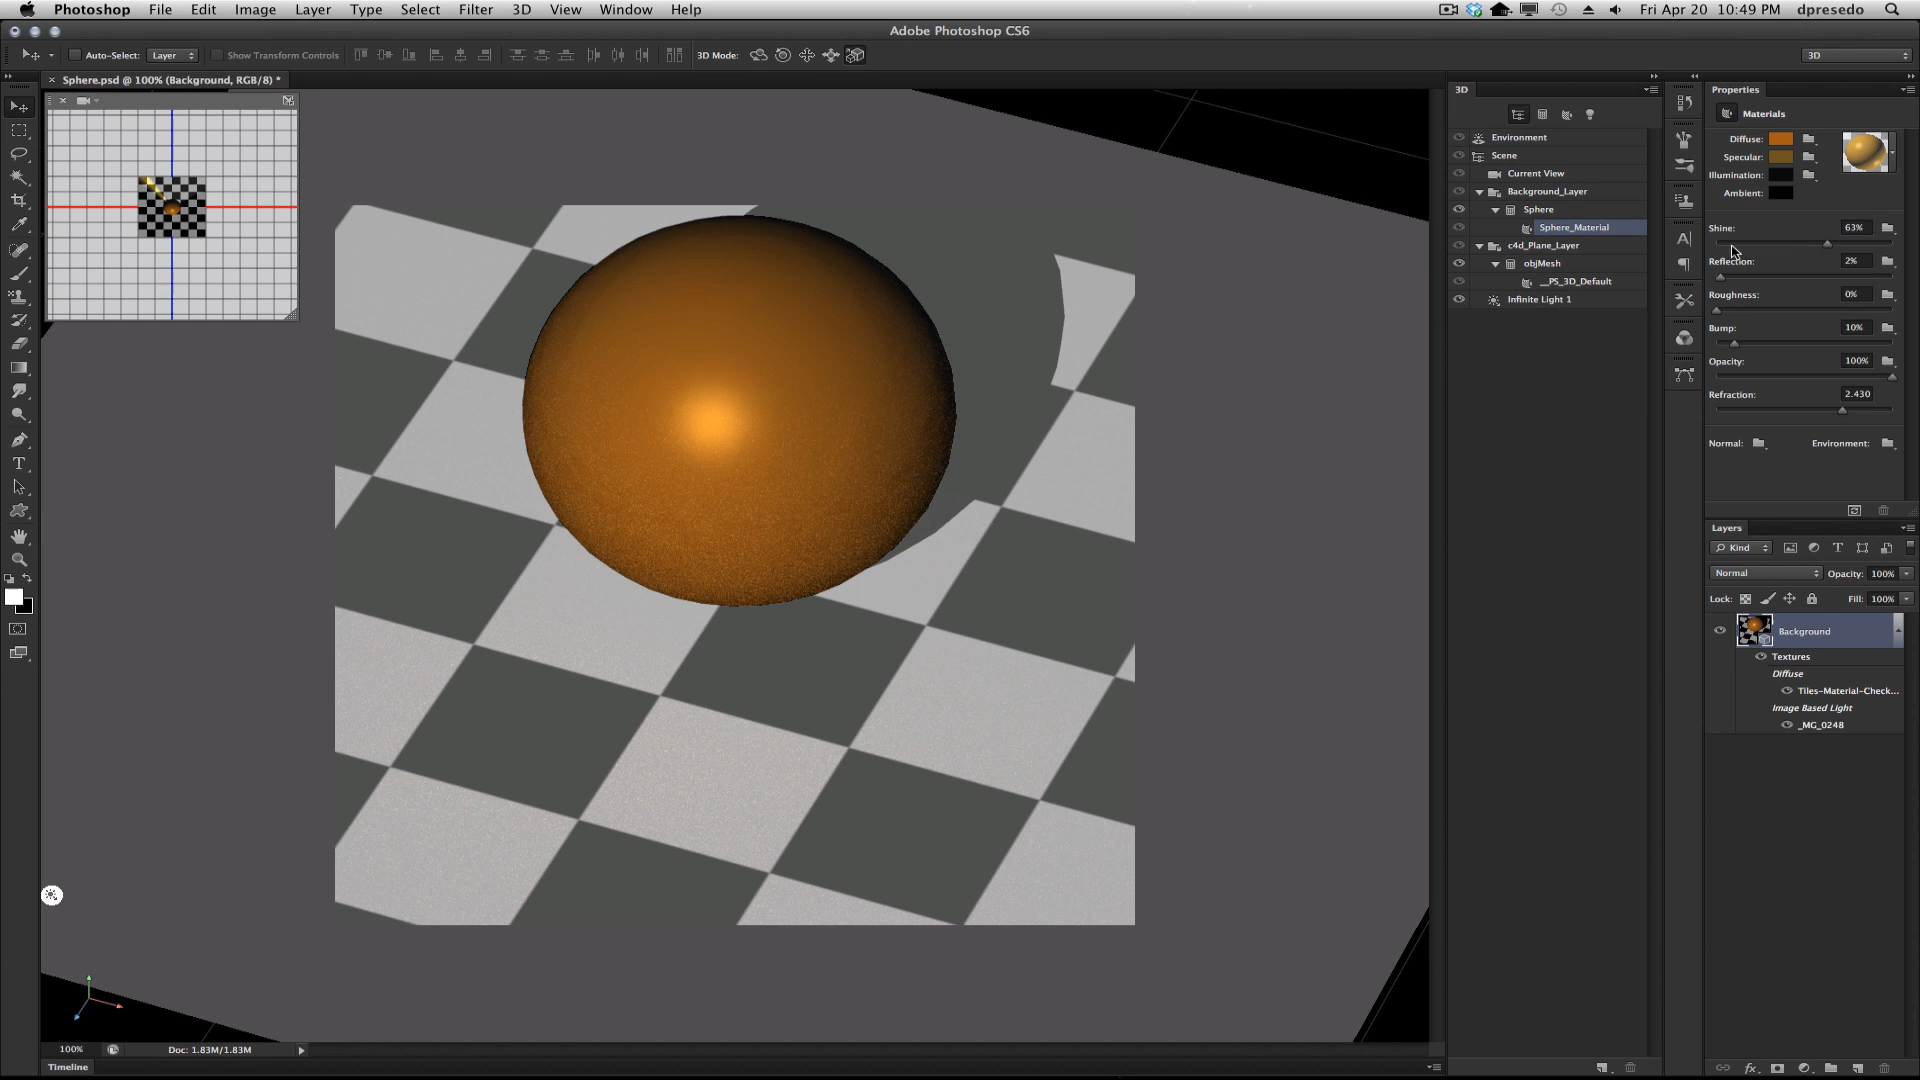 Photoshop File Edit Image Layer Type Select Filter 3D View Window Help Fri Apr 20 10:49 PM dpresedo
Adobe Photoshop CS6
Auto-Select: Layer Show Transform Controls 3D Mode: 3D
Sphere.psd @ 100% (Background, RGB/8) *
3D
Environment
Scene
Current View
Background_Layer
Sphere
Sphere_Material
c4d_Plane_Layer
objMesh
__PS_3D_Default
Infinite Light 1
Properties
Materials
Diffuse:
Specular:
Illumination:
Ambient:
Shine: 63%
Reflection: 2%
Roughness: 0%
Bump: 10%
Opacity: 100%
Refraction: 2.430
Normal: Environment:
Layers
Kind
Normal Opacity: 100%
Lock: Fill: 100%
Background
Textures
Diffuse
Tiles-Material-Check...
Image Based Light
_MG_0248
100% Doc: 1.83M/1.83M
Timeline